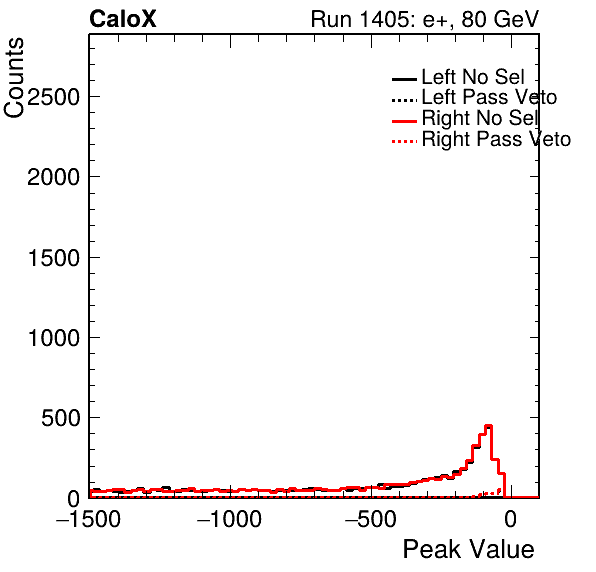 CaloX Run 1405: e+, 80 GeV
Counts
Left No Sel
Left Pass Veto
Right No Sel
Right Pass Veto
2500
2000
1500
1000
500
0
−1500 −1000 −500 0
Peak Value